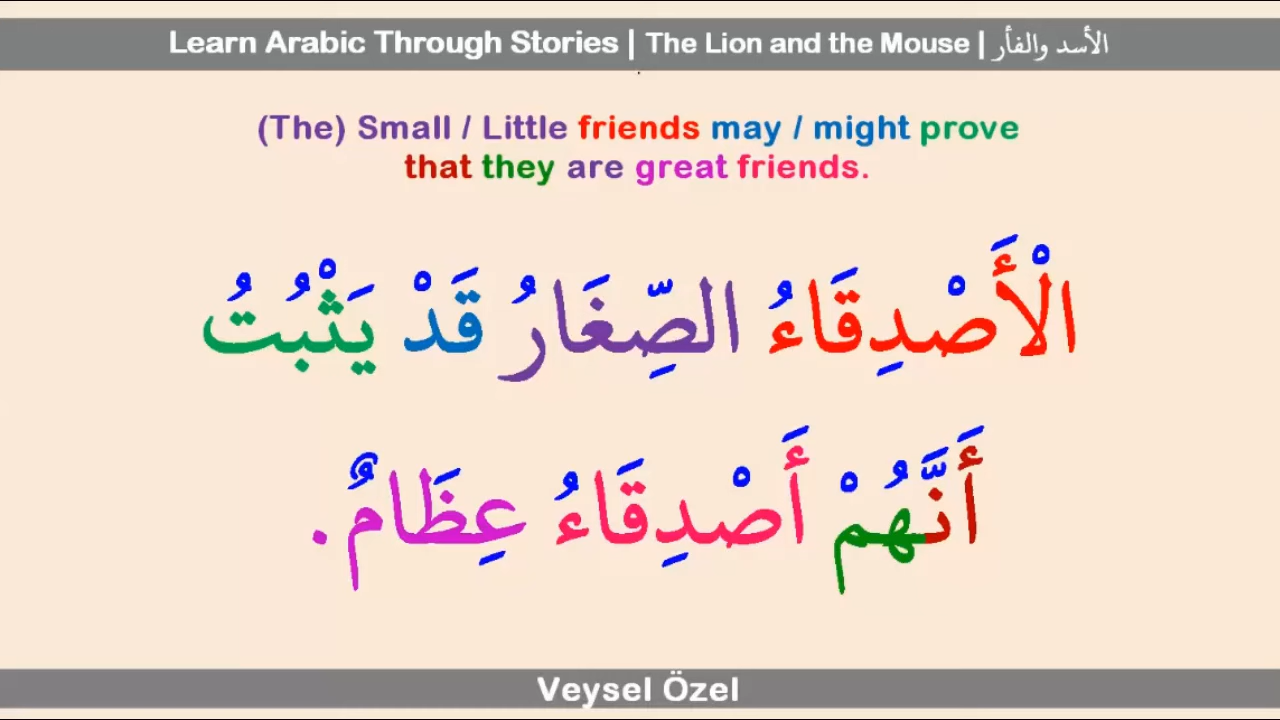 Learn Arabic Through Stories | The Lion and the Mouse | الأسد والفأر
(The) Small / Little friends may / might prove
that they are great friends.
الْأَصْدِقَاءُ الصِّغَارُ قَدْ يَثْبُتُ
أَنَّهُمْ أَصْدِقَاءُ عِظَامٌ.
Veysel Özel